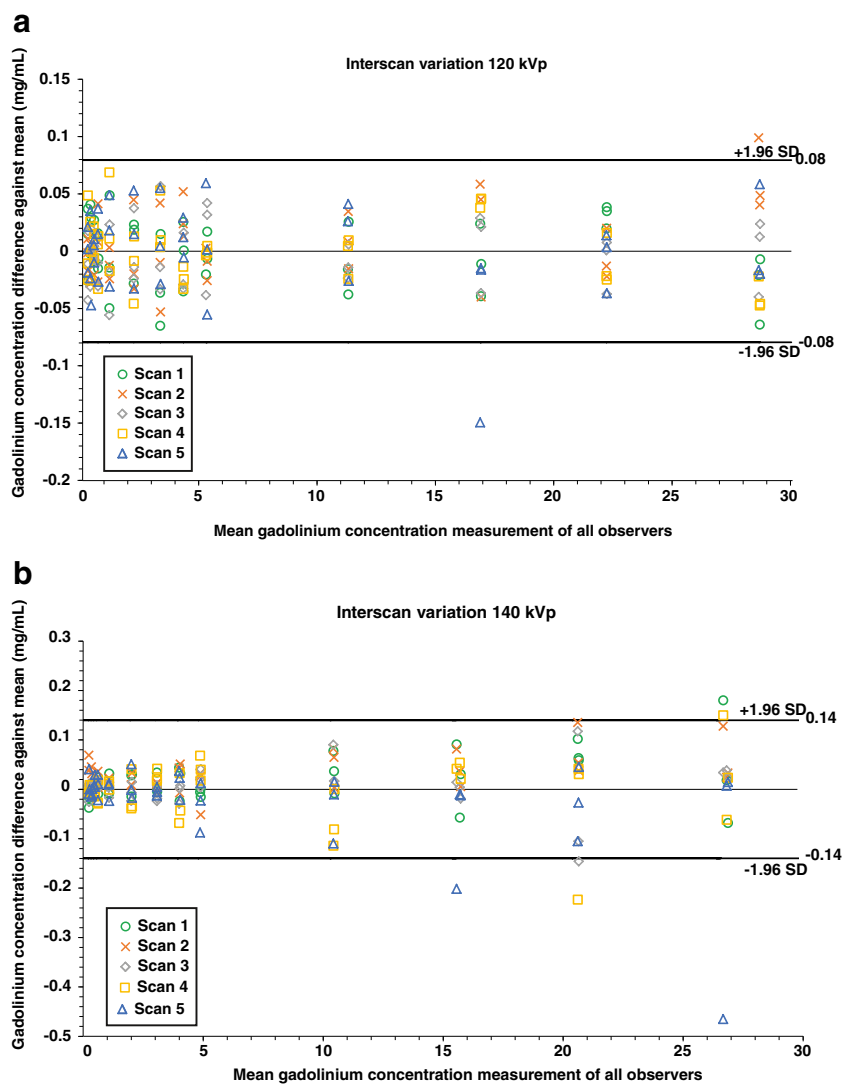 a
Interscan variation 120 kVp
Gadolinium concentration difference against mean (mg/mL)
0.15
0.1
0.05
0
-0.05
-0.1
-0.15
-0.2
+1.96 SD
0.08
-0.08
-1.96 SD
Scan 1
Scan 2
Scan 3
Scan 4
Scan 5
0 5 10 15 20 25 30
Mean gadolinium concentration measurement of all observers
b
Interscan variation 140 kVp
Gadolinium concentration difference against mean (mg/mL)
0.3
0.2
0.1
0
-0.1
-0.2
-0.3
-0.4
-0.5
+1.96 SD
0.14
-0.14
-1.96 SD
Scan 1
Scan 2
Scan 3
Scan 4
Scan 5
0 5 10 15 20 25 30
Mean gadolinium concentration measurement of all observers